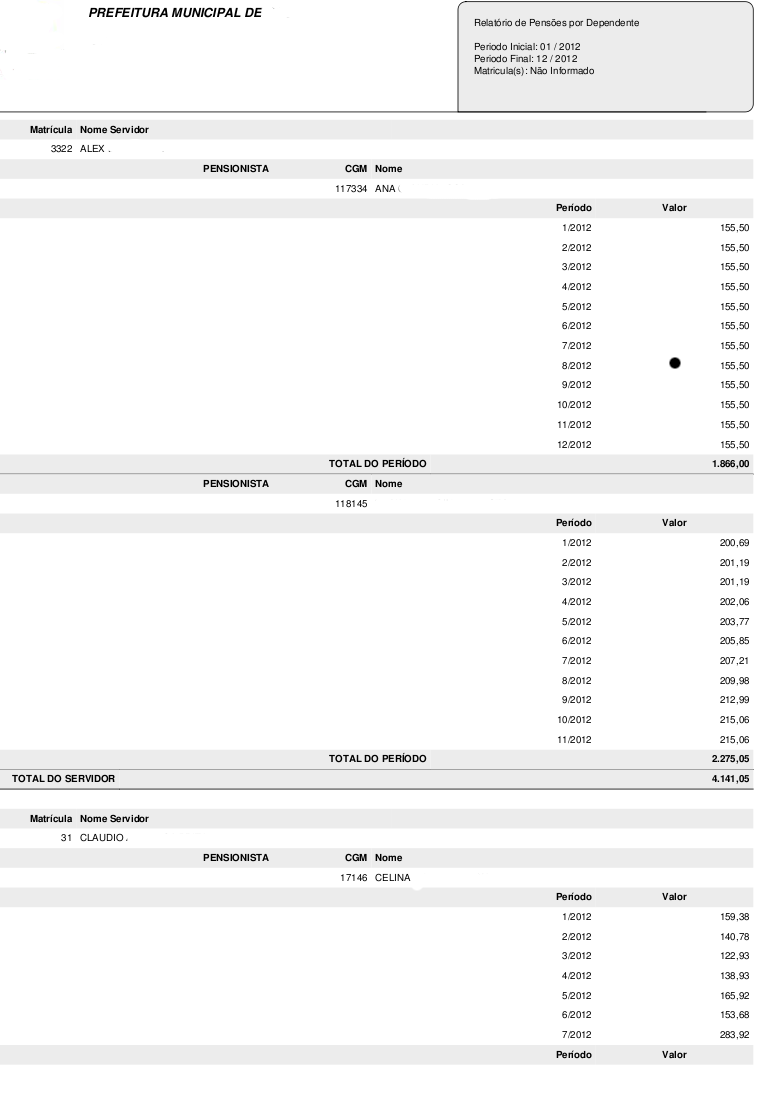 PREFEITURA MUNICIPAL DE
Relatório de Pensões por Dependente
Periodo Inicial: 01 / 2012
Periodo Final: 12 / 2012
Matricula(s): Não Informado
Matrícula Nome Servidor
3322 ALEX
PENSIONISTA CGM Nome
117334 ANA
Período Valor
1/2012 155,50
2/2012 155,50
3/2012 155,50
4/2012 155,50
5/2012 155,50
6/2012 155,50
7/2012 155,50
8/2012 155,50
9/2012 155,50
10/2012 155,50
11/2012 155,50
12/2012 155,50
TOTAL DO PERÍODO 1.866,00
PENSIONISTA CGM Nome
118145
Período Valor
1/2012 200,69
2/2012 201,19
3/2012 201,19
4/2012 202,06
5/2012 203,77
6/2012 205,85
7/2012 207,21
8/2012 209,98
9/2012 212,99
10/2012 215,06
11/2012 215,06
TOTAL DO PERÍODO 2.275,05
TOTAL DO SERVIDOR 4.141,05
Matrícula Nome Servidor
31 CLAUDIO
PENSIONISTA CGM Nome
17146 CELINA
Período Valor
1/2012 159,38
2/2012 140,78
3/2012 122,93
4/2012 138,93
5/2012 165,92
6/2012 153,68
7/2012 283,92
Período Valor